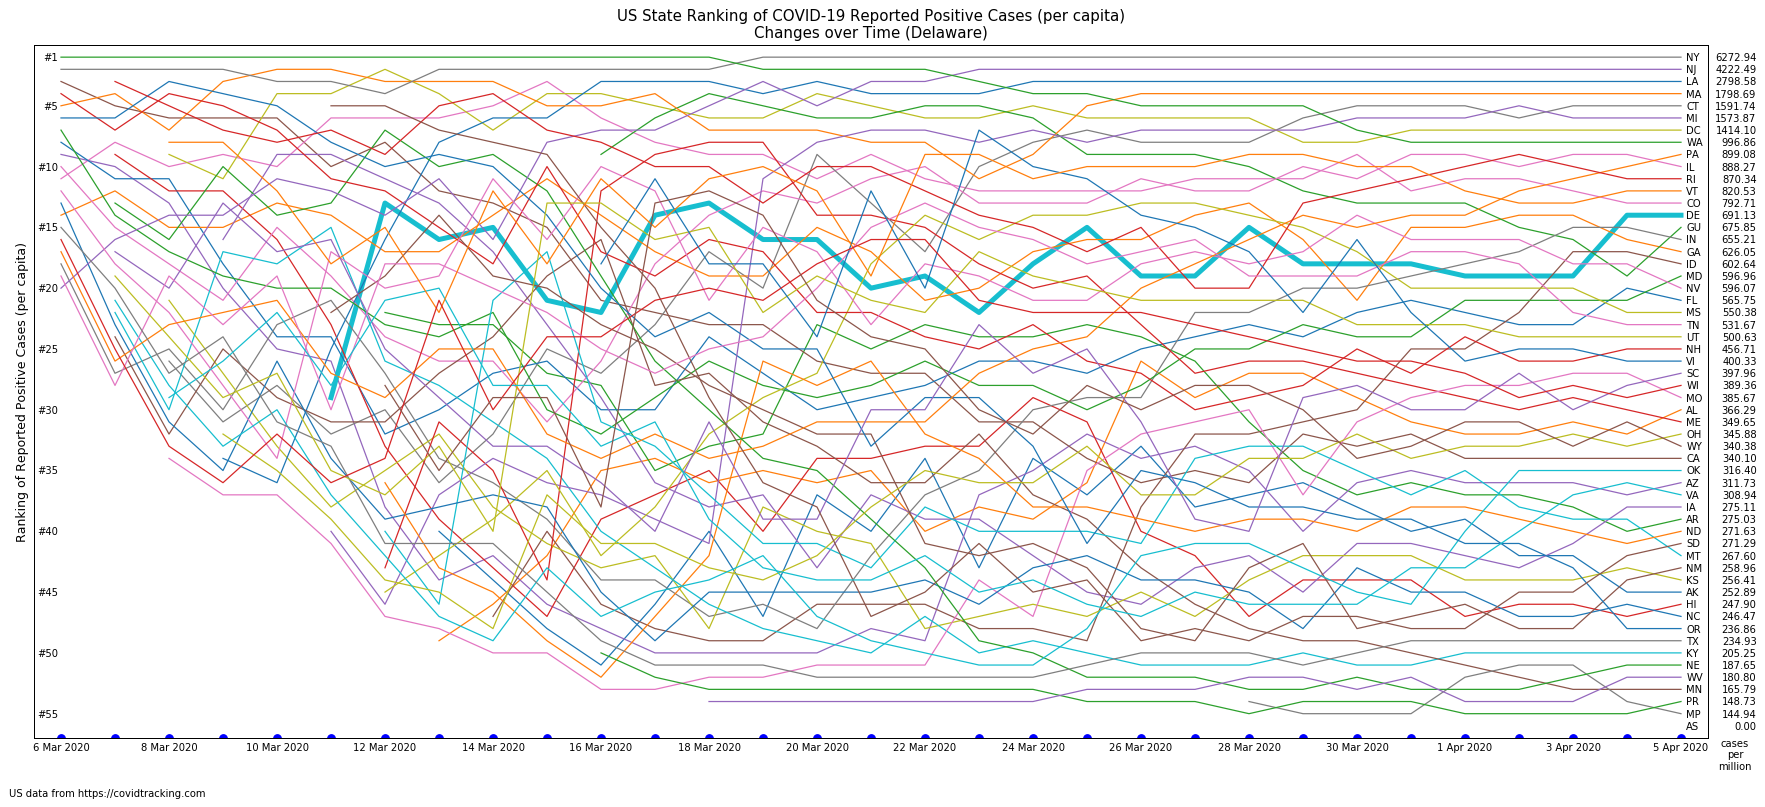 US State Ranking of COVID-19 Reported Positive Cases (per capita)
Changes over Time (Delaware)
Ranking of Reported Positive Cases (per capita)
#1
#5
#10
#15
#20
#25
#30
#35
#40
#45
#50
#55
NY 6272.94
NJ 4222.49
LA 2798.58
MA 1798.69
CT 1591.74
MI 1573.87
DC 1414.10
WA 996.86
PA 899.08
IL 888.27
RI 870.34
VT 820.53
CO 792.71
DE 691.13
GU 675.85
IN 655.21
GA 626.05
ID 602.64
MD 596.96
NV 596.07
FL 565.75
MS 550.38
TN 531.67
UT 500.63
NH 456.71
VI 400.33
SC 397.96
WI 389.36
MO 385.67
AL 366.29
ME 349.65
OH 345.88
WY 340.38
CA 340.10
OK 316.40
AZ 311.73
VA 308.94
IA 275.11
AR 275.03
ND 271.63
SD 271.29
MT 267.60
NM 258.96
KS 256.41
AK 252.89
HI 247.90
NC 246.47
OR 236.86
TX 234.93
KY 205.25
NE 187.65
WV 180.80
MN 165.79
PR 148.73
MP 144.94
AS 0.00
6 Mar 2020 8 Mar 2020 10 Mar 2020 12 Mar 2020 14 Mar 2020 16 Mar 2020 18 Mar 2020 20 Mar 2020 22 Mar 2020 24 Mar 2020 26 Mar 2020 28 Mar 2020 30 Mar 2020 1 Apr 2020 3 Apr 2020 5 Apr 2020
cases
per
million
US data from https://covidtracking.com